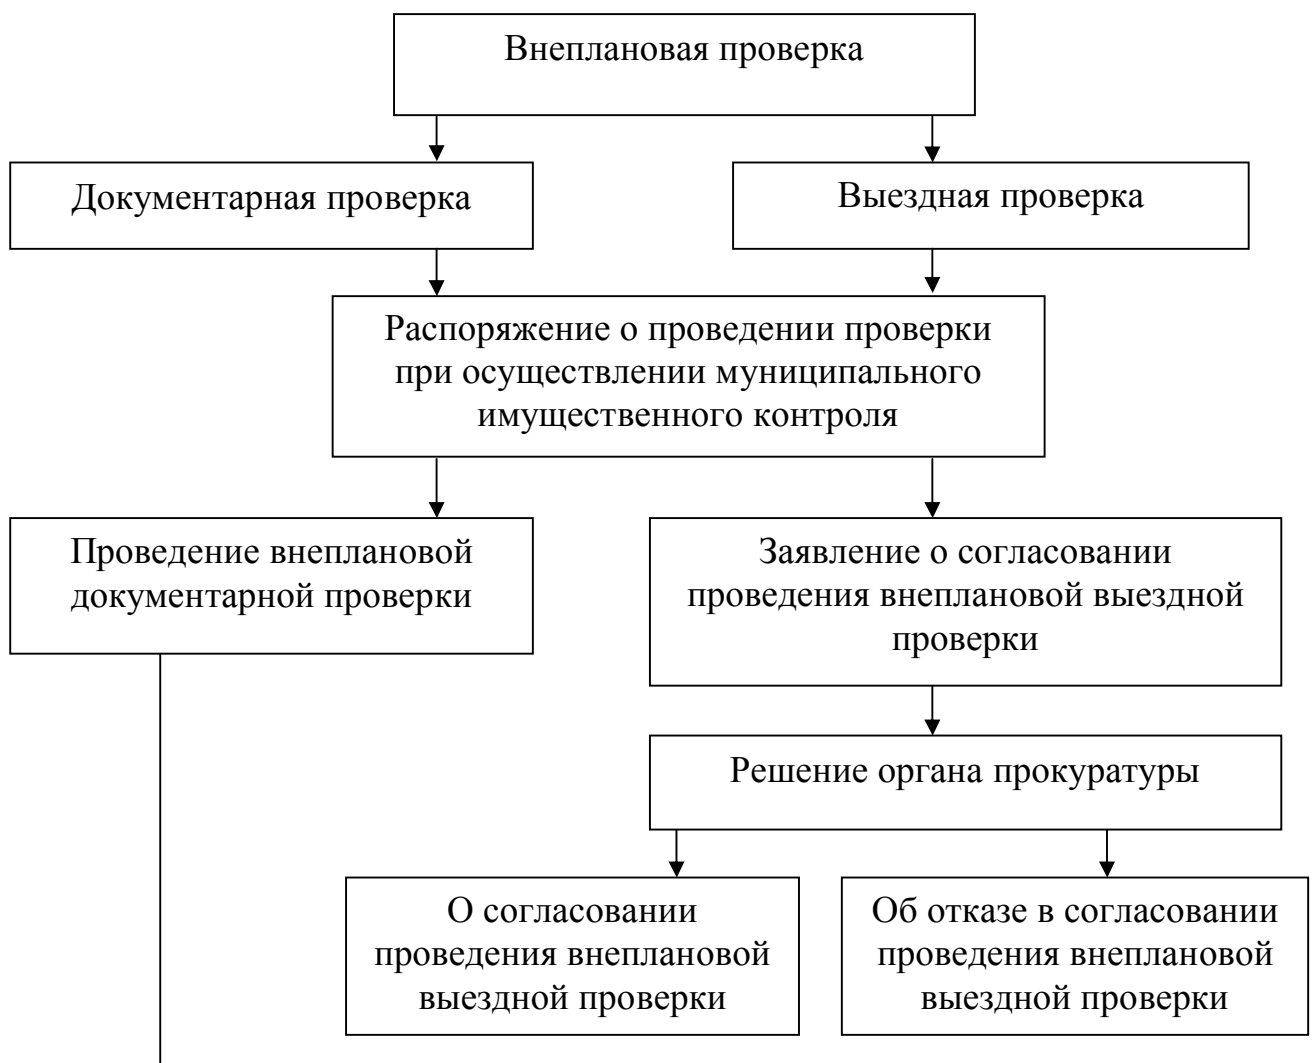 Внеплановая проверка
Документарная проверка
Выездная проверка
Распоряжение о проведении проверки
при осуществлении муниципального
имущественного контроля
Проведение внеплановой
документарной проверки
Заявление о согласовании
проведения внеплановой выездной
проверки
Решение органа прокуратуры
О согласовании
проведения внеплановой
выездной проверки
Об отказе в согласовании
проведения внеплановой
выездной проверки